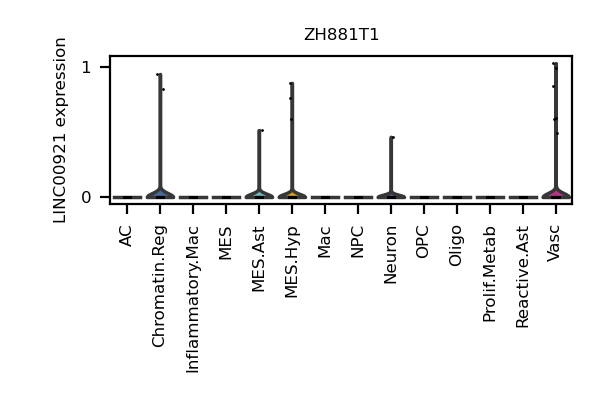 ZH881T1
LINC00921 expression
1
0
AC
Chromatin.Reg
Inflammatory.Mac
MES
MES.Ast
MES.Hyp
Mac
NPC
Neuron
OPC
Oligo
Prolif.Metab
Reactive.Ast
Vasc